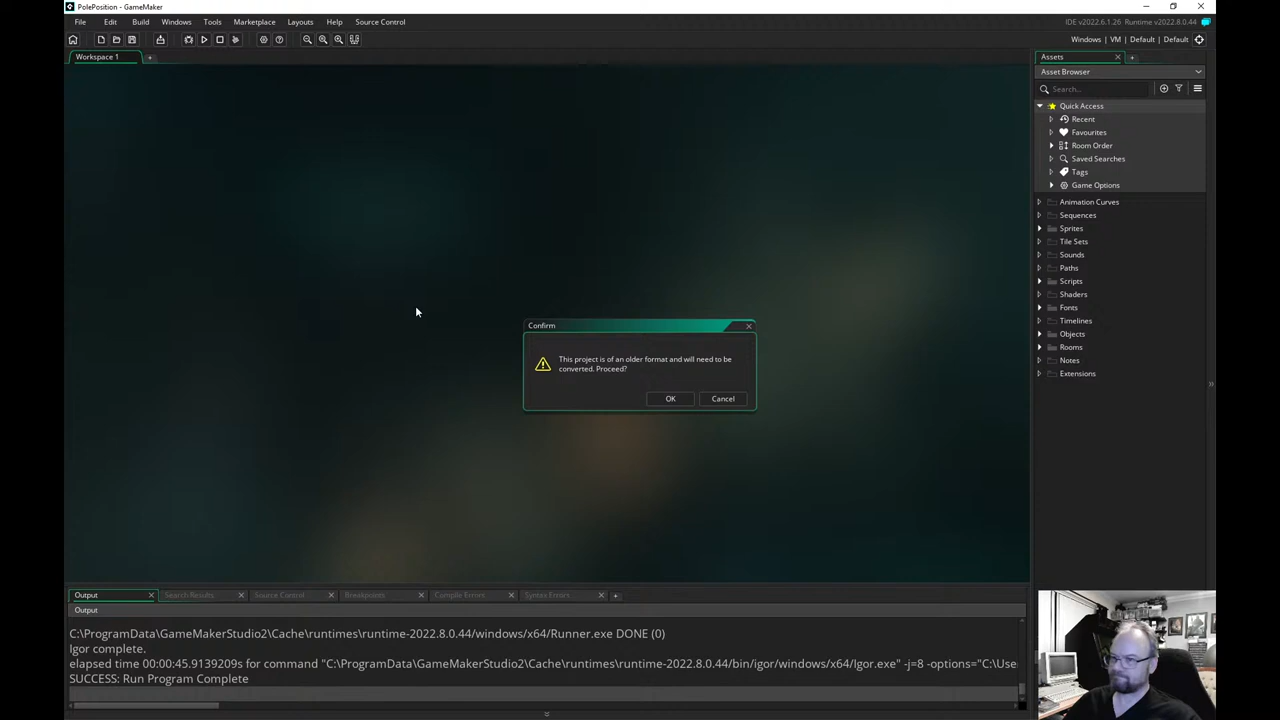 PolePosition - GameMaker
File Edit Build Windows Tools Marketplace Layouts Help Source Control
IDE v2022.6.1.26 Runtime v2022.8.0.44
Windows | VM | Default | Default
Workspace 1
Assets
Asset Browser
Search...
Quick Access
Recent
Favourites
Room Order
Saved Searches
Tags
Game Options
Animation Curves
Sequences
Sprites
Tile Sets
Sounds
Paths
Scripts
Shaders
Fonts
Timelines
Objects
Rooms
Notes
Extensions
Confirm
This project is of an older format and will need to be
converted. Proceed?
OK Cancel
Output Search Results Source Control Breakpoints Compile Errors Syntax Errors
Output
C:\ProgramData\GameMakerStudio2\Cache\runtimes\runtime-2022.8.0.44/windows/x64/Runner.exe DONE (0)
Igor complete.
elapsed time 00:00:45.9139209s for command "C:\ProgramData\GameMakerStudio2\Cache\runtimes\runtime-2022.8.0.44/bin/igor/windows/x64/Igor.exe" -j=8 -options="C:\Use
SUCCESS: Run Program Complete